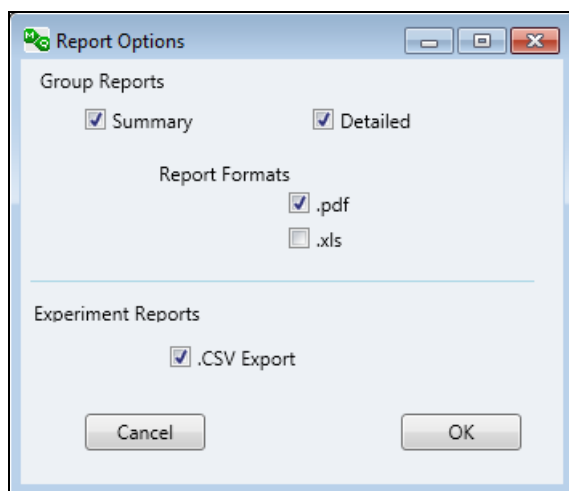 Report Options
Group Reports
Summary Detailed
Report Formats
.pdf
.xls
Experiment Reports
.CSV Export
Cancel OK